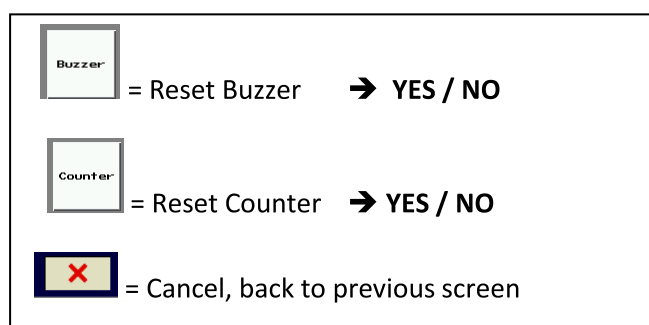 Buzzer
= Reset Buzzer ➔ YES / NO
Counter
= Reset Counter ➔ YES / NO
= Cancel, back to previous screen